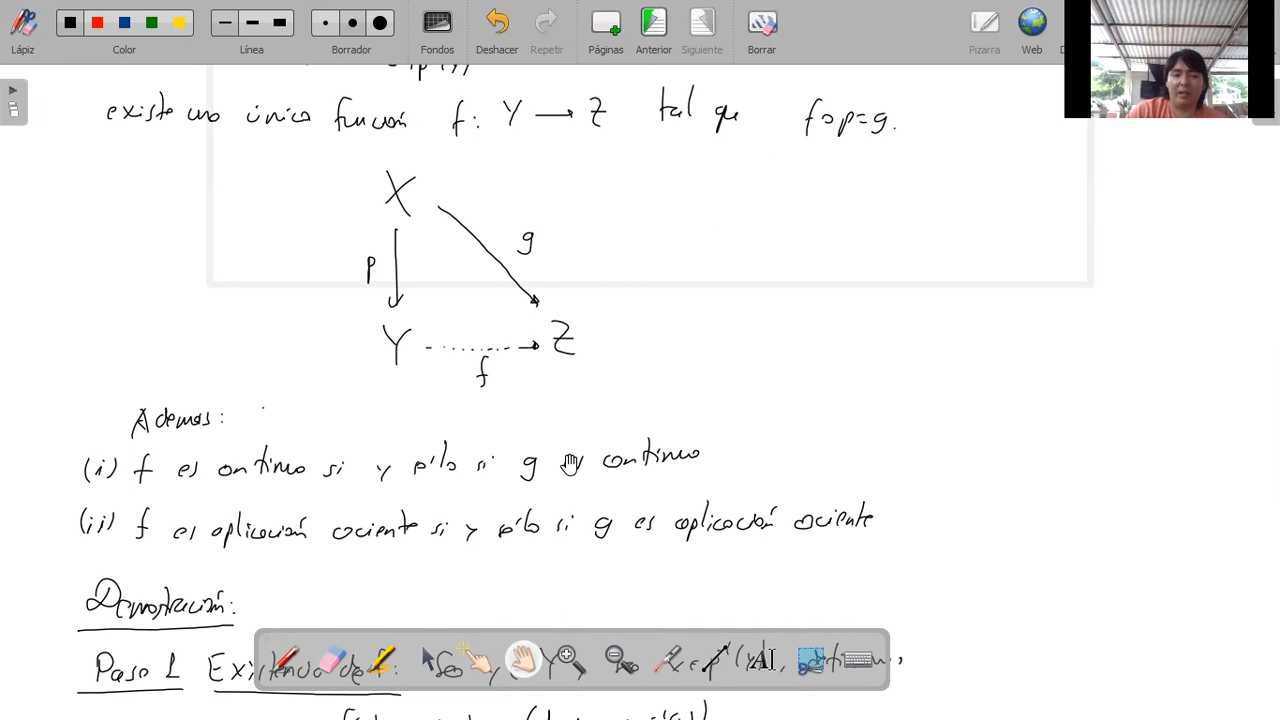 Lápiz Color Línea Borrador Fondos Deshacer Repetir Páginas Anterior Siguiente Borrar Pizarra Web
existe una única función f: Y → Z tal que f∘p=g.
X
g
p
Y Z
f
Además:
(i) f es continua si y sólo si g continua
(ii) f es aplicación cociente si y sólo si g es aplicación cociente
Demostración:
Paso 1 Existencia de f: